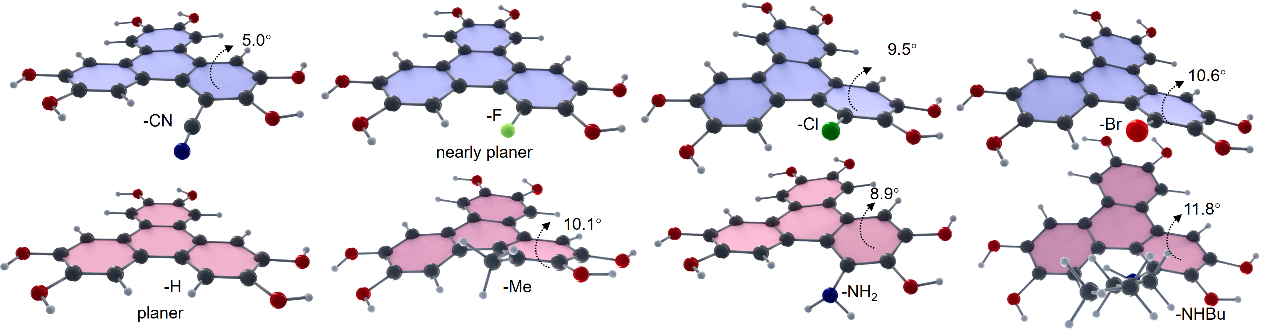 5.0°
-CN
-F
nearly planer
9.5°
-Cl
10.6°
-Br
-H
planer
10.1°
-Me
8.9°
-NH₂
11.8°
-NHBu